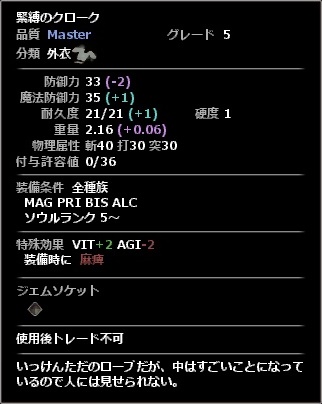 緊縛のクローク
品質 Master グレード 5
分類 外衣
防御力 33 (-2)
魔法防御力 35 (+1)
耐久度 21/21 (+1) 硬度 1
重量 2.16 (+0.06)
物理属性 斬40 打30 突30
付与許容値 0/36
装備条件 全種族
MAG PRI BIS ALC
ソウルランク 5～
特殊効果 VIT+2 AGI-2
装備時に 麻痺
ジェムソケット
使用後トレード不可
いっけんただのローブだが、中はすごいことになって
いるので人には見せられない。